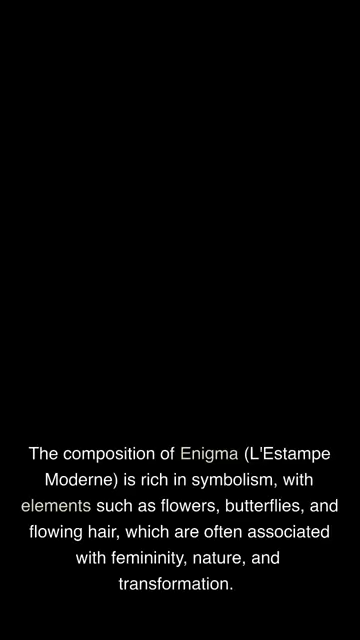 The composition of Enigma (L'Estampe
Moderne) is rich in symbolism, with
elements such as flowers, butterflies, and
flowing hair, which are often associated
with femininity, nature, and
transformation.